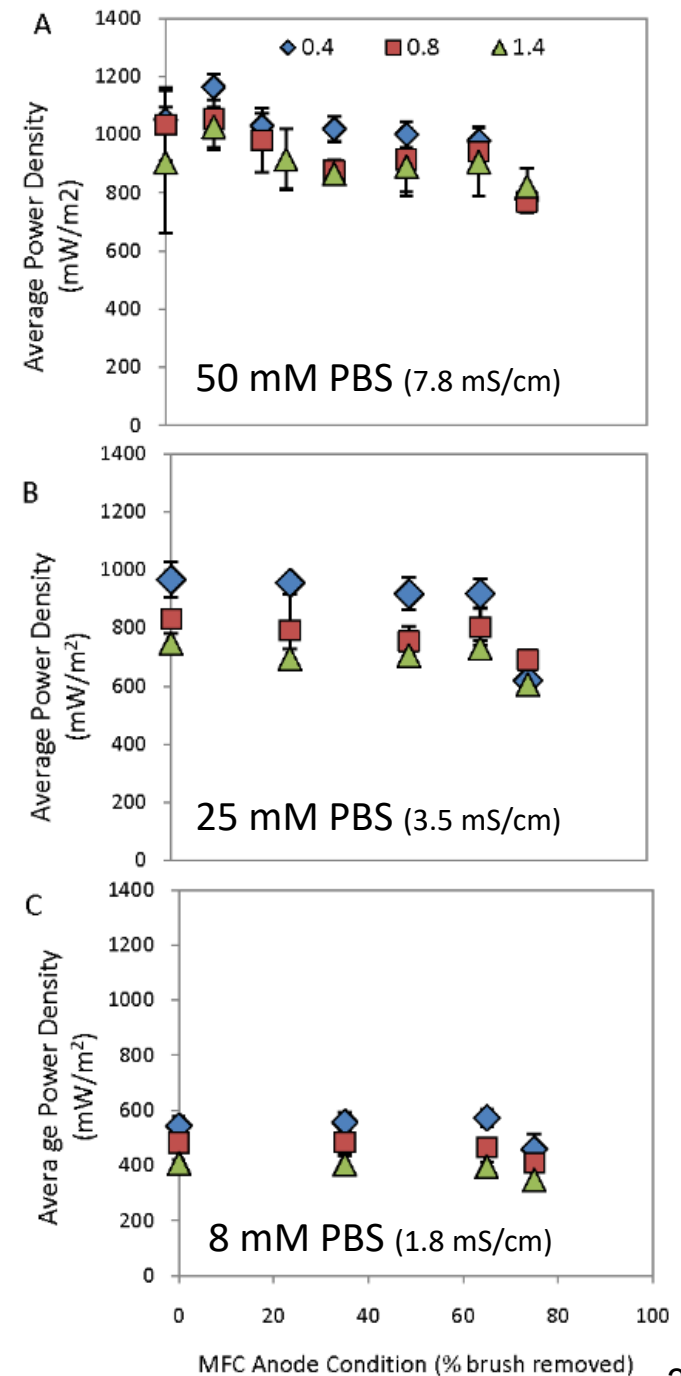 A
1400
0.4 0.8 1.4
1200
1000
800
600
400
200
0
Average Power Density
(mW/m2)
50 mM PBS (7.8 mS/cm)
B
1400
1200
1000
800
600
400
200
0
Average Power Density
(mW/m²)
25 mM PBS (3.5 mS/cm)
C
1400
1200
1000
800
600
400
200
0
Avera ge Power Density
(mW/m²)
8 mM PBS (1.8 mS/cm)
0 20 40 60 80 100
MFC Anode Condition (% brush removed)